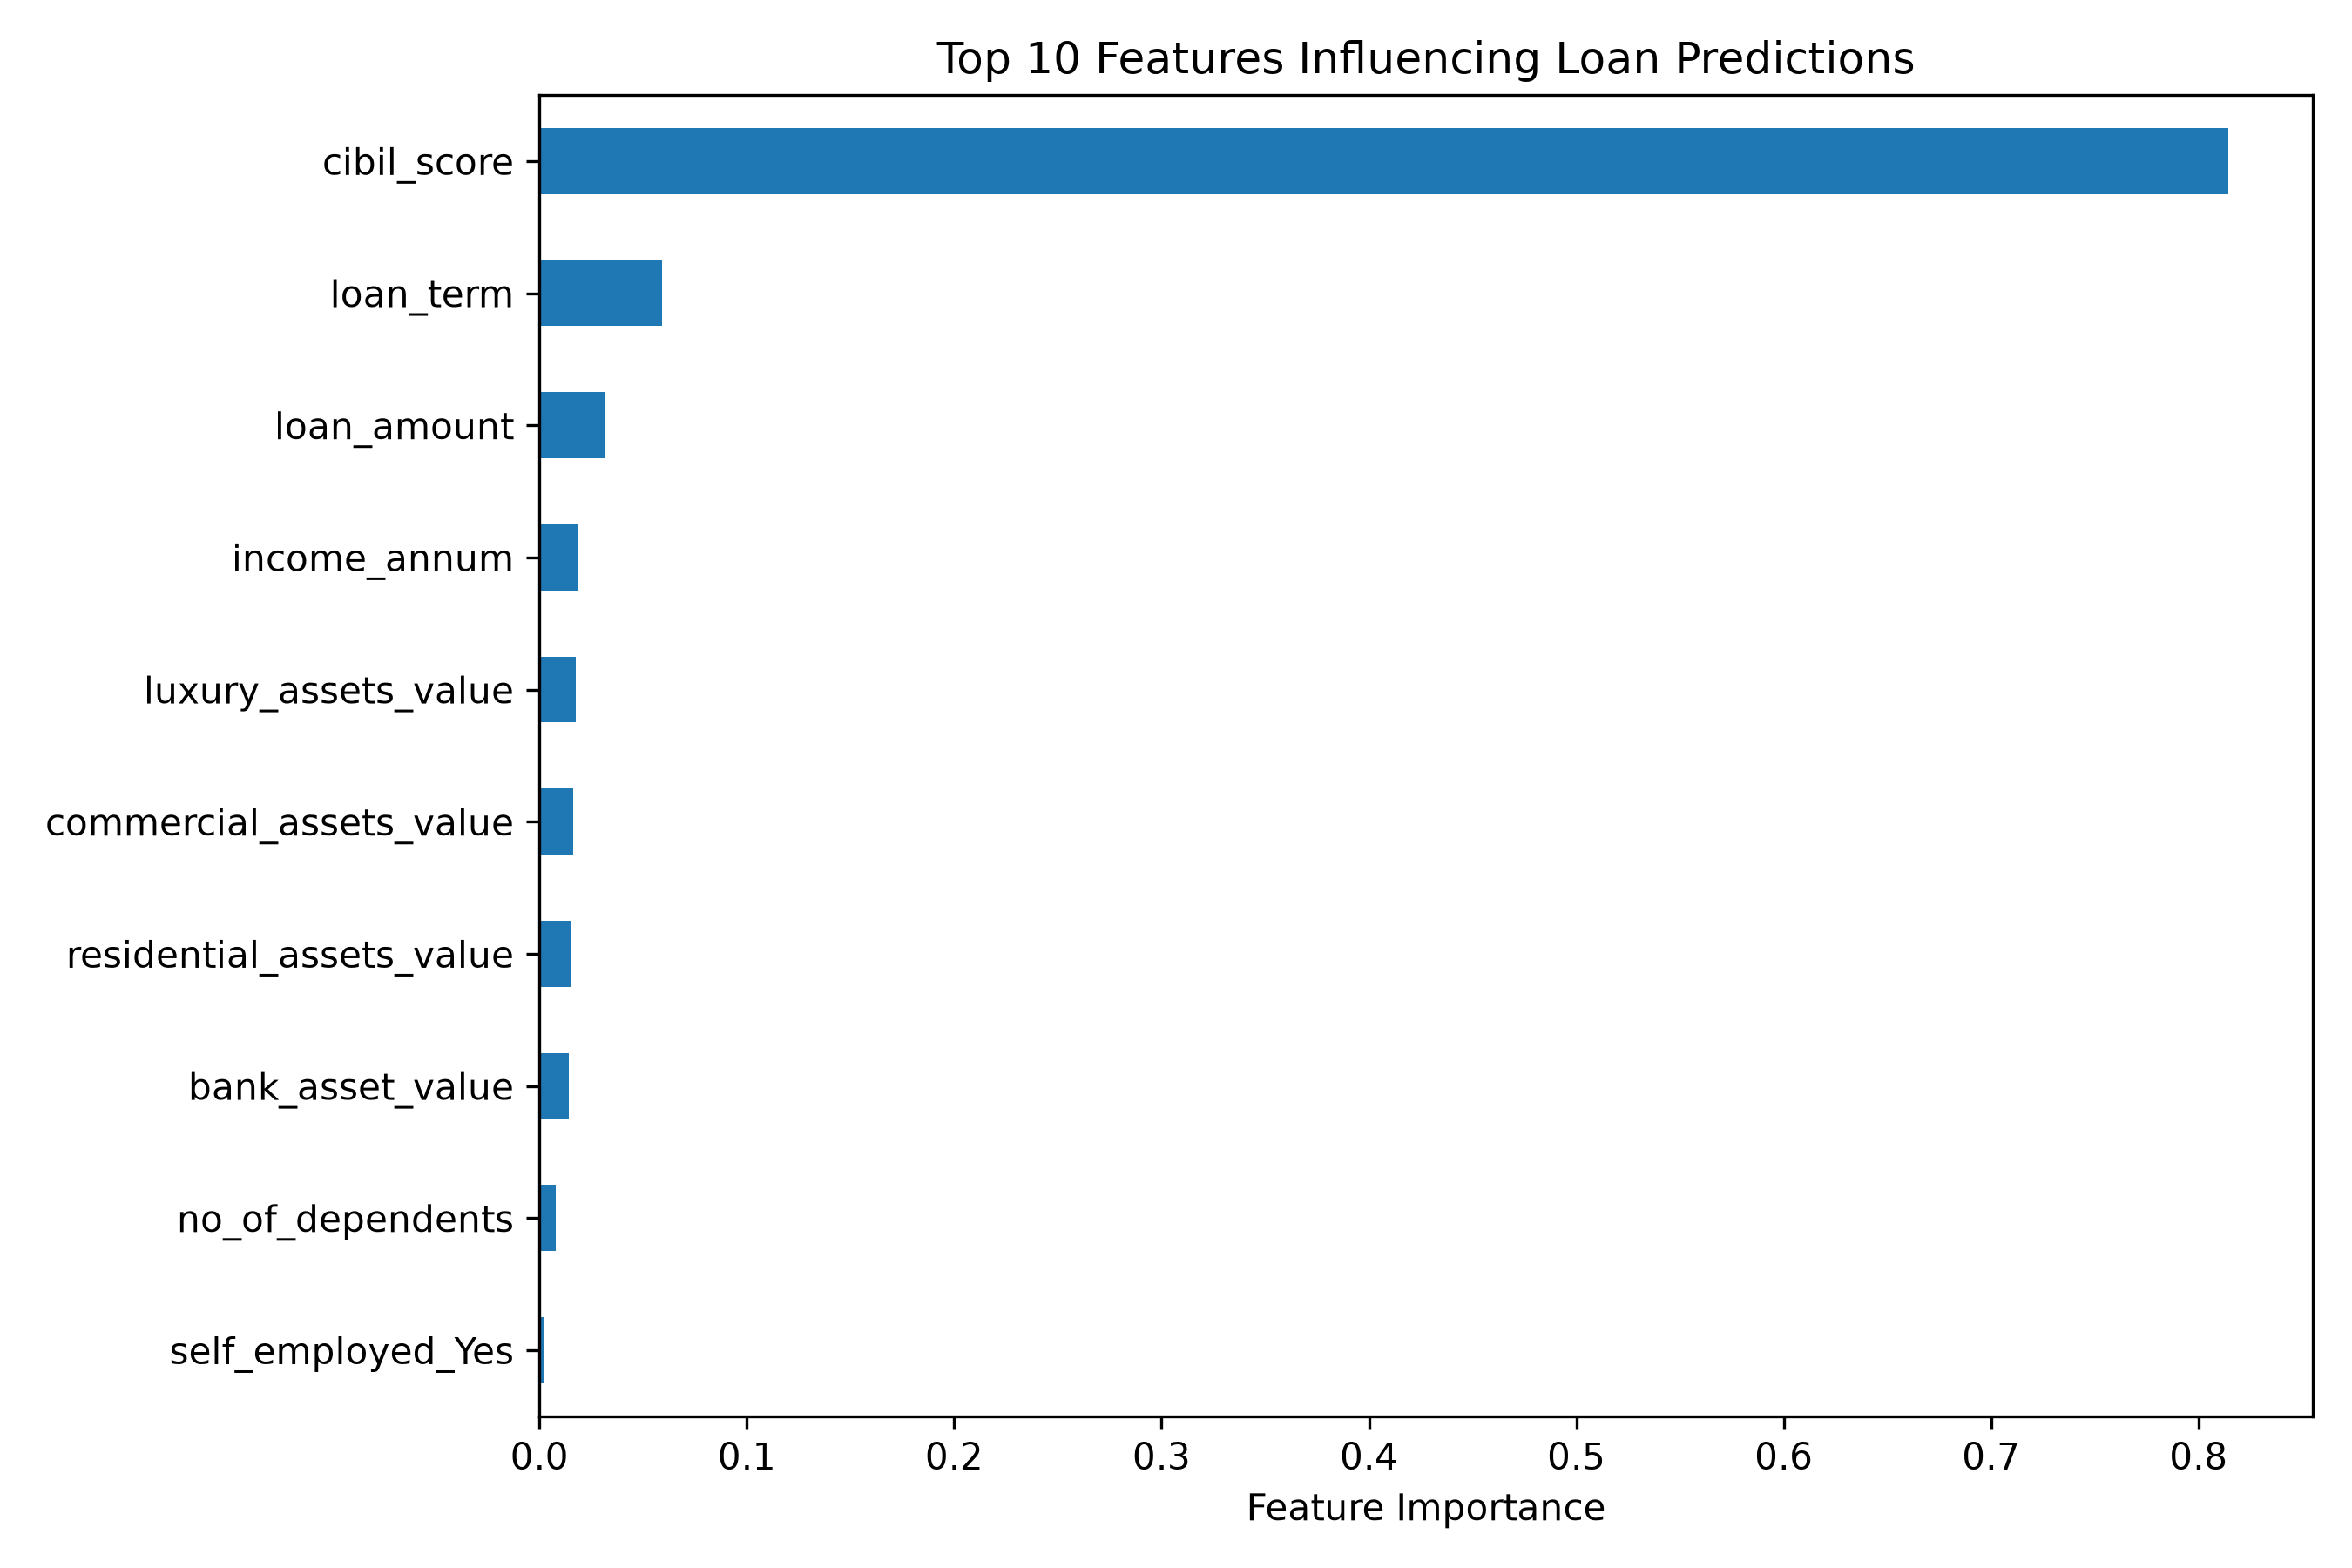 Top 10 Features Influencing Loan Predictions
cibil_score
loan_term
loan_amount
income_annum
luxury_assets_value
commercial_assets_value
residential_assets_value
bank_asset_value
no_of_dependents
self_employed_Yes
0.0 0.1 0.2 0.3 0.4 0.5 0.6 0.7 0.8
Feature Importance